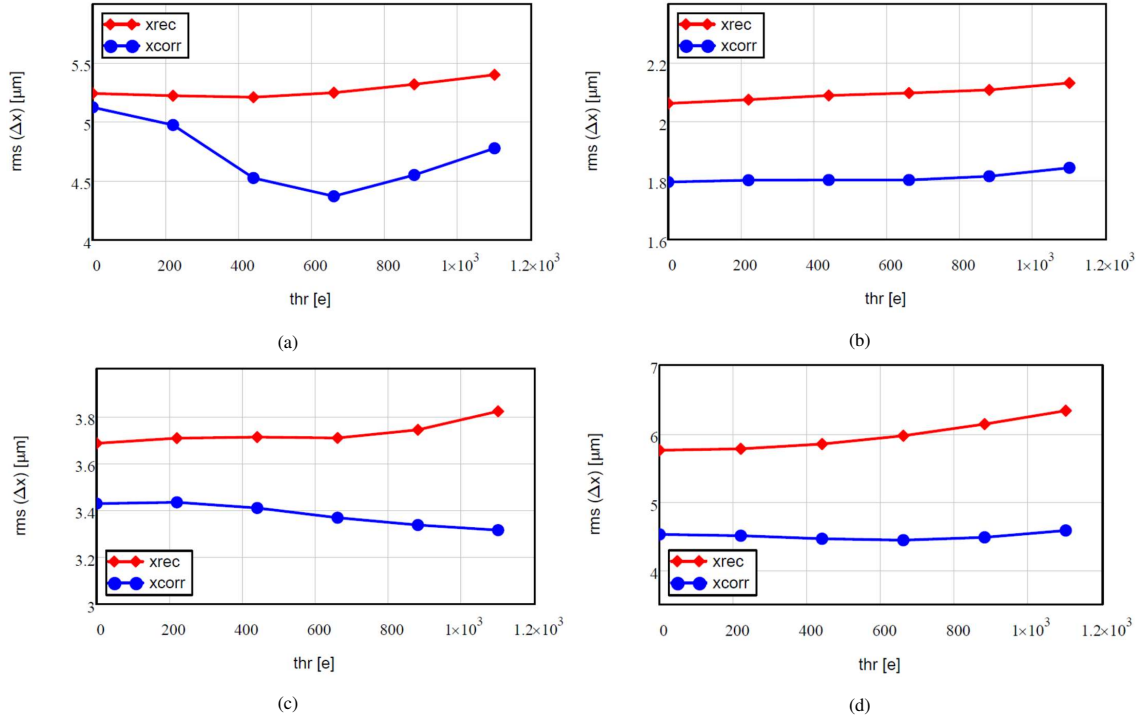 xrec
xcorr
rms (Δx) [μm]
5.5
5
4.5
4
0 200 400 600 800 1×10³ 1.2×10³
thr [e]
(a)
xrec
xcorr
rms (Δx) [μm]
2.2
2
1.8
1.6
0 200 400 600 800 1×10³ 1.2×10³
thr [e]
(b)
rms (Δx) [μm]
3.8
3.6
3.4
3.2
3
xrec
xcorr
0 200 400 600 800 1×10³ 1.2×10³
thr [e]
(c)
rms (Δx) [μm]
7
6
5
4
xrec
xcorr
0 200 400 600 800 1×10³ 1.2×10³
thr [e]
(d)